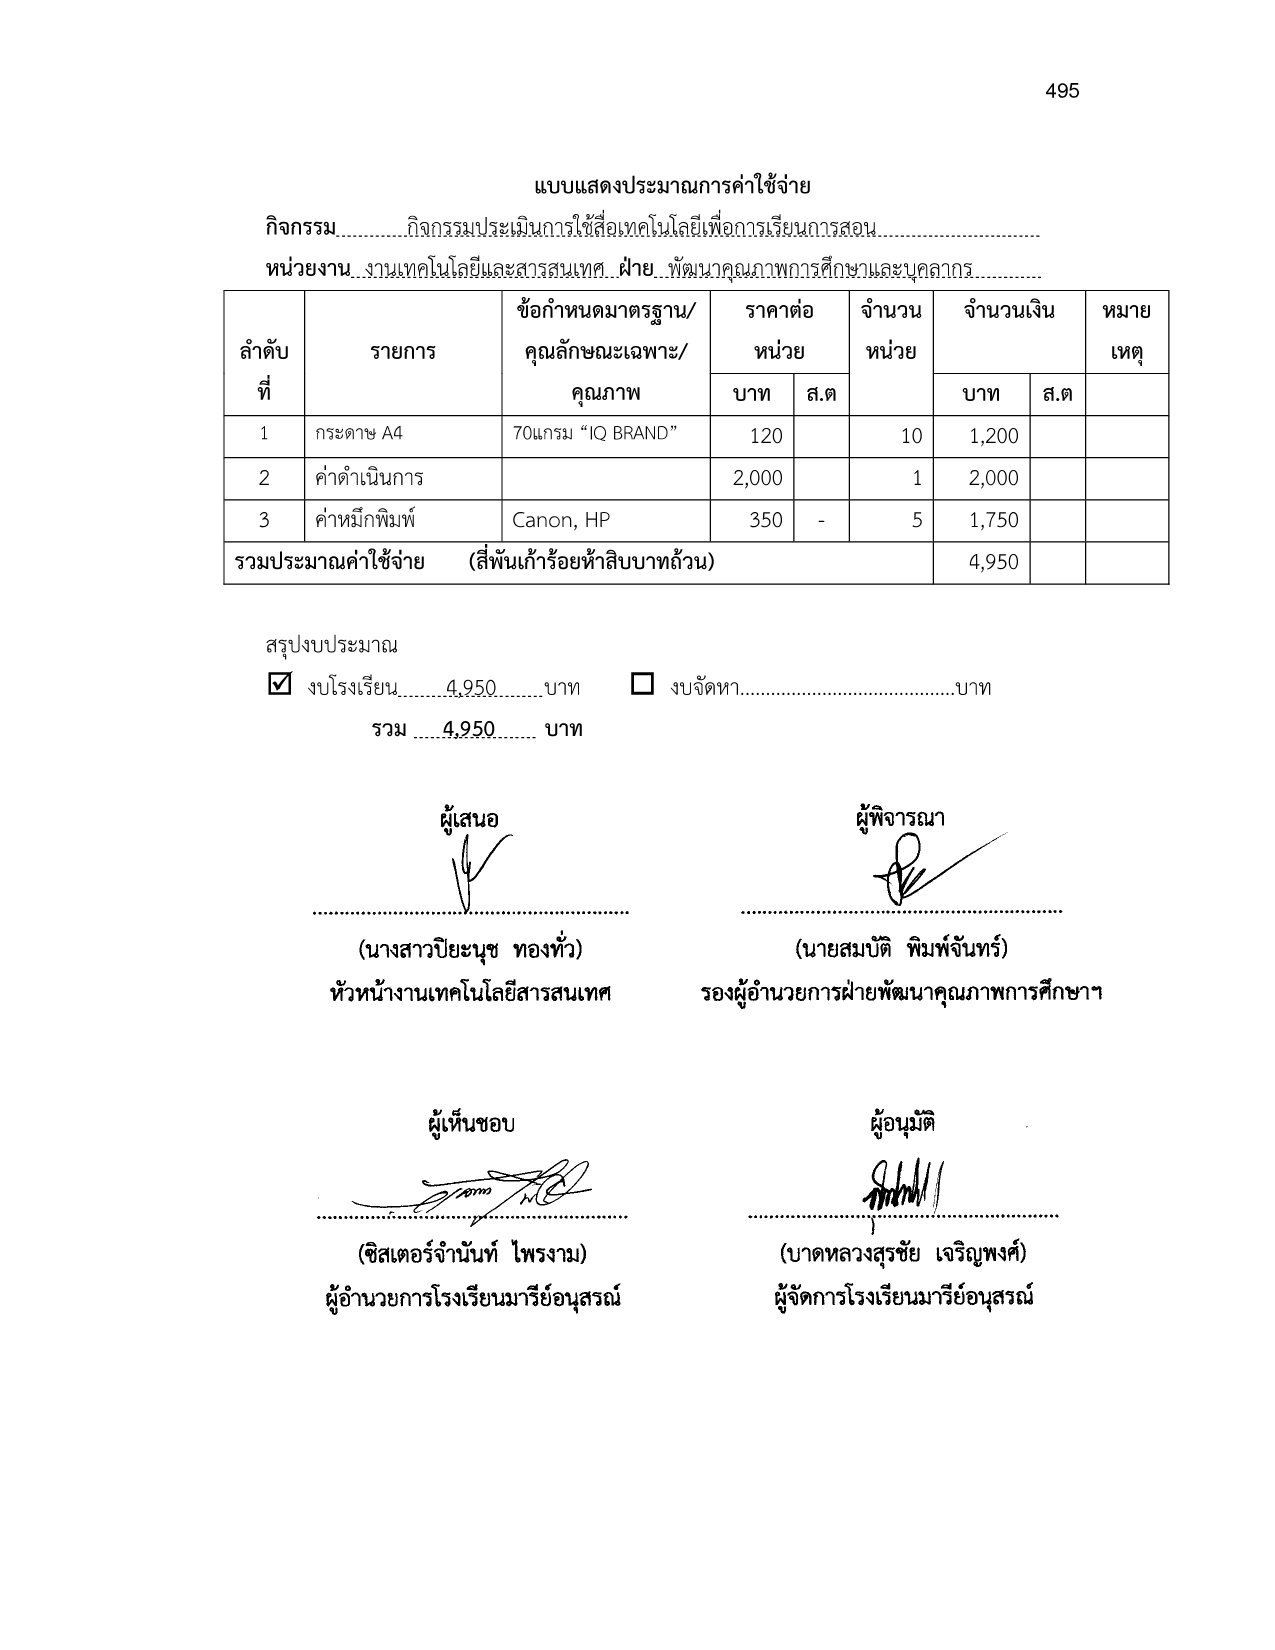 495
แบบแสดงประมาณการค่าใช้จ่าย
กิจกรรม............กิจกรรมประเมินการใช้สื่อเทคโนโลยีเพื่อการเรียนการสอน............................
หน่วยงาน..งานเทคโนโลยีและสารสนเทศ..ฝ่าย..พัฒนาคุณภาพการศึกษาและบุคลากร............
ลำดับที่ รายการ ข้อกำหนดมาตรฐาน/คุณลักษณะเฉพาะ/คุณภาพ ราคาต่อหน่วย จำนวนหน่วย จำนวนเงิน หมายเหตุ
บาท ส.ต บาท ส.ต
1 กระดาษ A4 70แกรม “IQ BRAND” 120 10 1,200
2 ค่าดำเนินการ 2,000 1 2,000
3 ค่าหมึกพิมพ์ Canon, HP 350 - 5 1,750
รวมประมาณค่าใช้จ่าย (สี่พันเก้าร้อยห้าสิบบาทถ้วน) 4,950
สรุปงบประมาณ
☑ งบโรงเรียน.........4,950........บาท ☐ งบจัดหา..........................................บาท
รวม .....4,950....... บาท
ผู้เสนอ ผู้พิจารณา
(นางสาวปิยะนุช ทองทั่ว) (นายสมบัติ พิมพ์จันทร์)
หัวหน้างานเทคโนโลยีสารสนเทศ รองผู้อำนวยการฝ่ายพัฒนาคุณภาพการศึกษาฯ
ผู้เห็นชอบ ผู้อนุมัติ
(ซิสเตอร์จำนันท์ ไพรงาม) (บาดหลวงสุรชัย เจริญพงศ์)
ผู้อำนวยการโรงเรียนมารีย์อนุสรณ์ ผู้จัดการโรงเรียนมารีย์อนุสรณ์